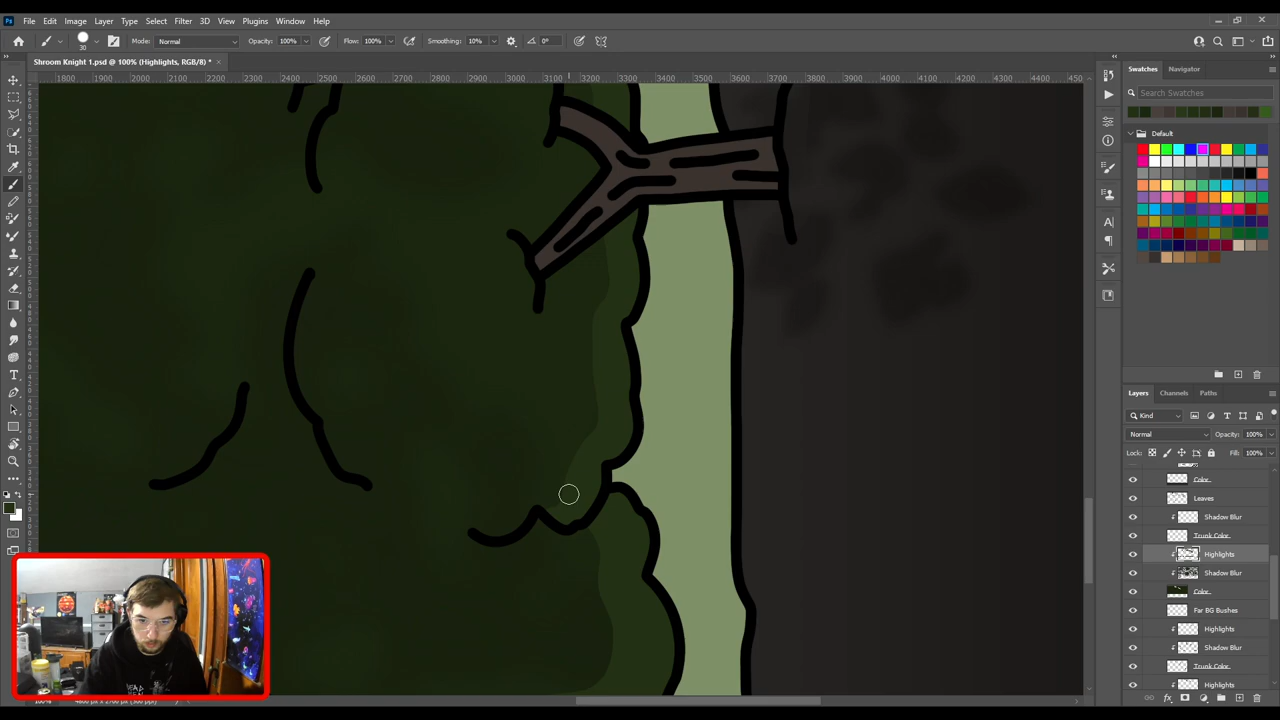 File Edit Image Layer Type Select Filter 3D View Plugins Window Help
Mode: Normal Opacity: 100% Flow: 100% Smoothing: 10% 0°
30
Shroom Knight 1.psd @ 100% (Highlights, RGB/8) *
1800 1900 2000 2100 2200 2300 2400 2500 2600 2700 2800 2900 3000 3100 3200 3300 3400 3500 3600 3700 3800 3900 4000 4100 4200 4300 4400
Swatches Navigator
Search Swatches
Default
Layers Channels Paths
Kind
Normal Opacity: 100%
Lock: Fill: 100%
Color
Leaves
Shadow Blur
Trunk Color
Highlights
Shadow Blur
Color
Far BG Bushes
Highlights
Shadow Blur
Trunk Color
Highlights